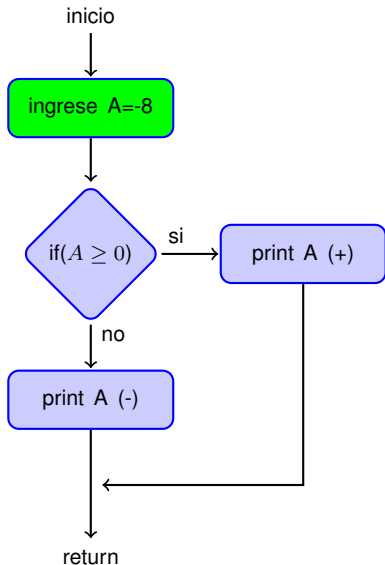 inicio
ingrese A=-8
if(A ≥ 0)
si
print A (+)
no
print A (-)
return